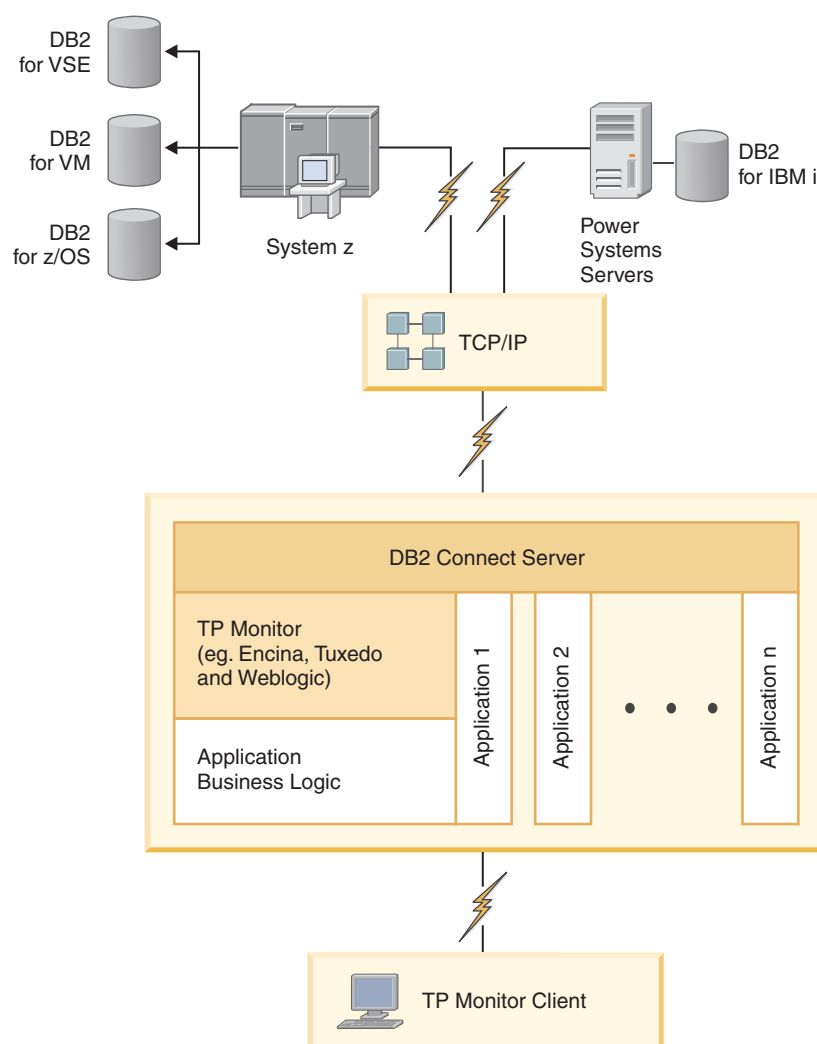 DB2
for VSE
DB2
for VM
DB2
for z/OS
System z
Power
Systems
Servers
DB2
for IBM i
TCP/IP
DB2 Connect Server
TP Monitor
(eg. Encina, Tuxedo
and Weblogic)
Application
Business Logic
Application 1
Application 2
Application n
TP Monitor Client